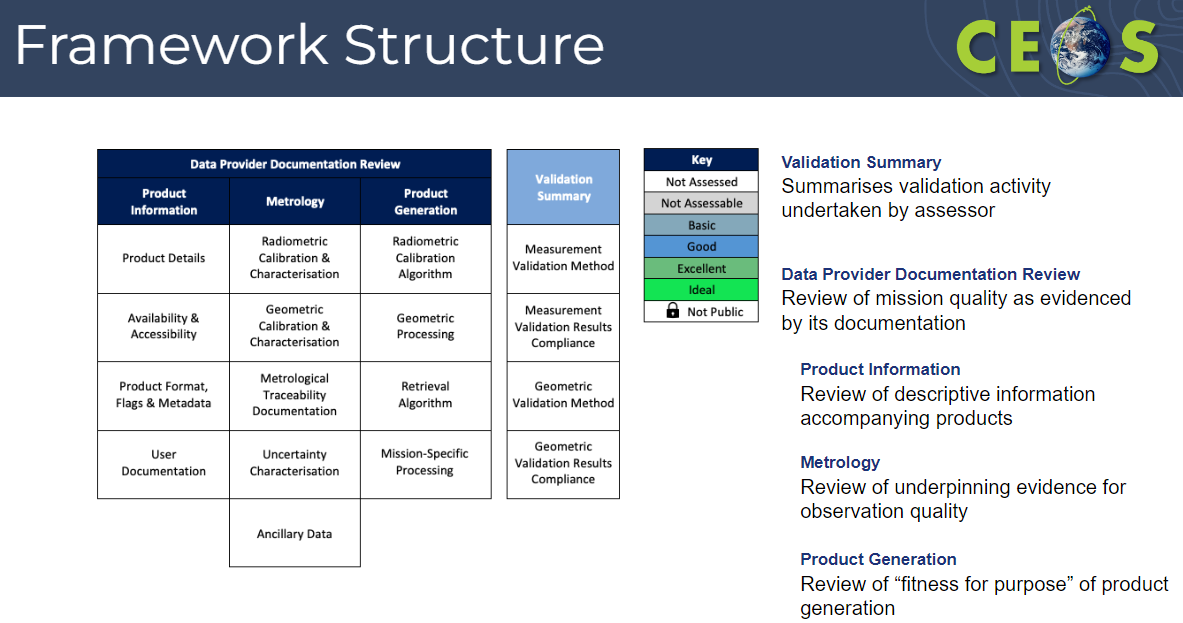 Framework Structure
CEOS
Data Provider Documentation Review
Product
Information
Metrology
Product
Generation
Product Details
Radiometric
Calibration &
Characterisation
Radiometric
Calibration
Algorithm
Availability &
Accessibility
Geometric
Calibration &
Characterisation
Geometric
Processing
Product Format,
Flags & Metadata
Metrological
Traceability
Documentation
Retrieval
Algorithm
User
Documentation
Uncertainty
Characterisation
Mission-Specific
Processing
Ancillary Data
Validation
Summary
Measurement
Validation Method
Measurement
Validation Results
Compliance
Geometric
Validation Method
Geometric
Validation Results
Compliance
Key
Not Assessed
Not Assessable
Basic
Good
Excellent
Ideal
Not Public
Validation Summary
Summarises validation activity
undertaken by assessor
Data Provider Documentation Review
Review of mission quality as evidenced
by its documentation
Product Information
Review of descriptive information
accompanying products
Metrology
Review of underpinning evidence for
observation quality
Product Generation
Review of “fitness for purpose” of product
generation